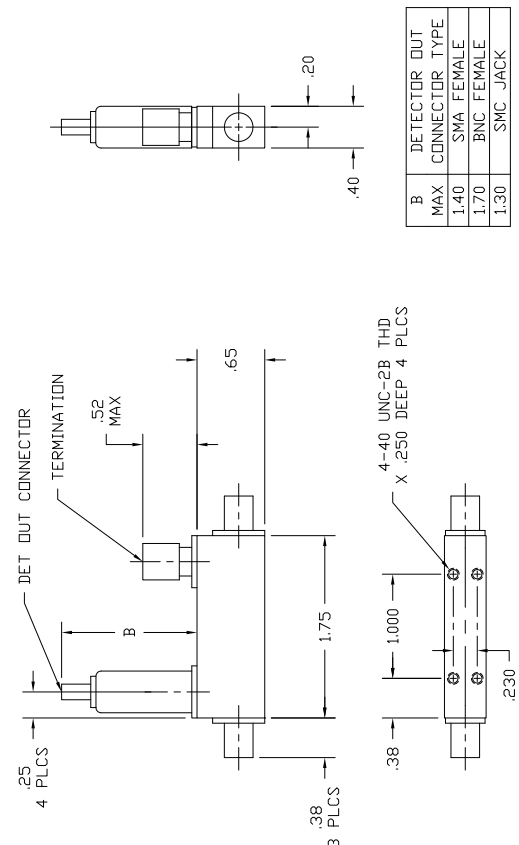 .20
.40
B DETECTOR OUT
MAX CONNECTOR TYPE
1.40 SMA FEMALE
1.70 BNC FEMALE
1.30 SMC JACK
DET OUT CONNECTOR
TERMINATION
.52
MAX
.65
B
.25
4 PLCS
1.75
.38
3 PLCS
4-40 UNC-2B THD
X .250 DEEP 4 PLCS
1.000
.38
.230